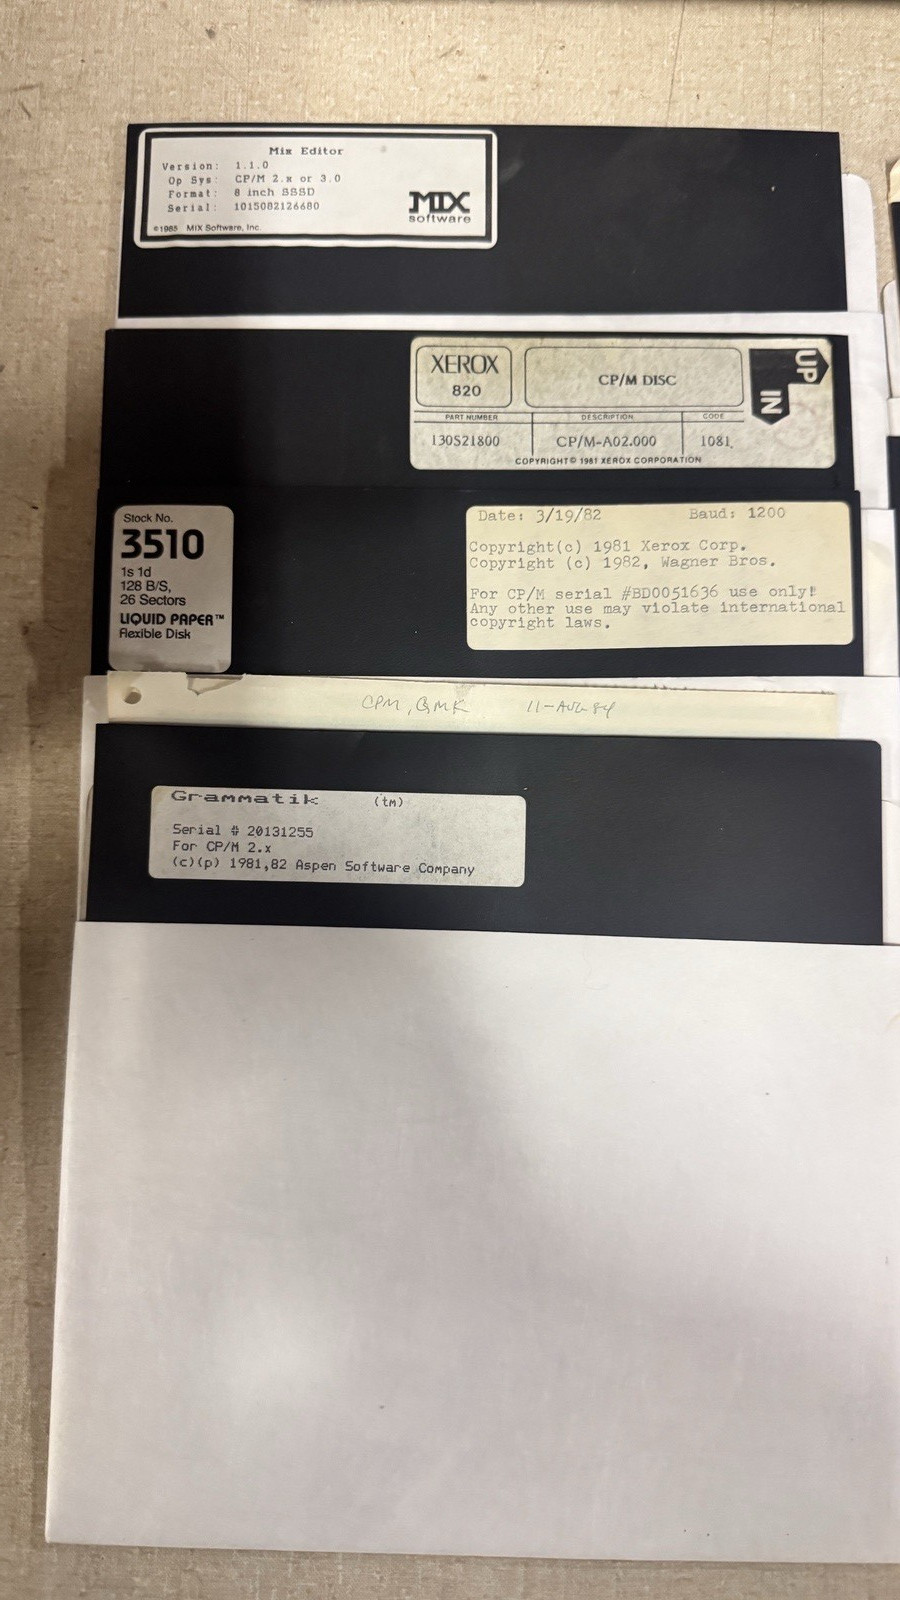 Mix Editor
Version: 1.1.0
Op Sys: CP/M 2.x or 3.0
Format: 8 inch SSSD
Serial: 1015082126680
MIX
software
©1985 MIX Software, Inc.
XEROX
820
CP/M DISC
UP
IN
PART NUMBER DESCRIPTION CODE
130S21800 CP/M-A02.000 1081
COPYRIGHT© 1981 XEROX CORPORATION
Stock No.
3510
1s 1d
128 B/S,
26 Sectors
LIQUID PAPER™
Flexible Disk
Date: 3/19/82 Baud: 1200
Copyright(c) 1981 Xerox Corp.
Copyright (c) 1982, Wagner Bros.
For CP/M serial #BD0051636 use only!
Any other use may violate international
copyright laws.
CPM, 11-AUG 84
Grammatik (tm)
Serial # 20131255
For CP/M 2.x
(c)(p) 1981,82 Aspen Software Company